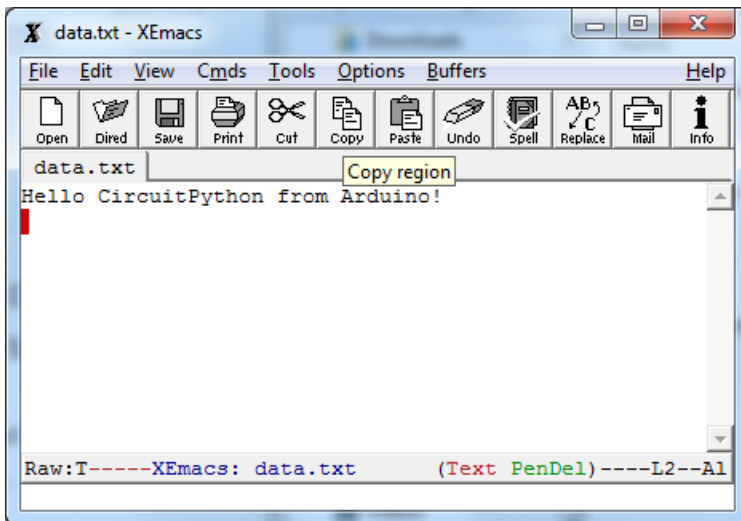 data.txt - XEmacs
File Edit View Cmds Tools Options Buffers Help
Open Dired Save Print Cut Copy Paste Undo Spell Replace Mail Info
data.txt
Copy region
Hello CircuitPython from Arduino!
Raw:T-----XEmacs: data.txt (Text PenDel)----L2--Al